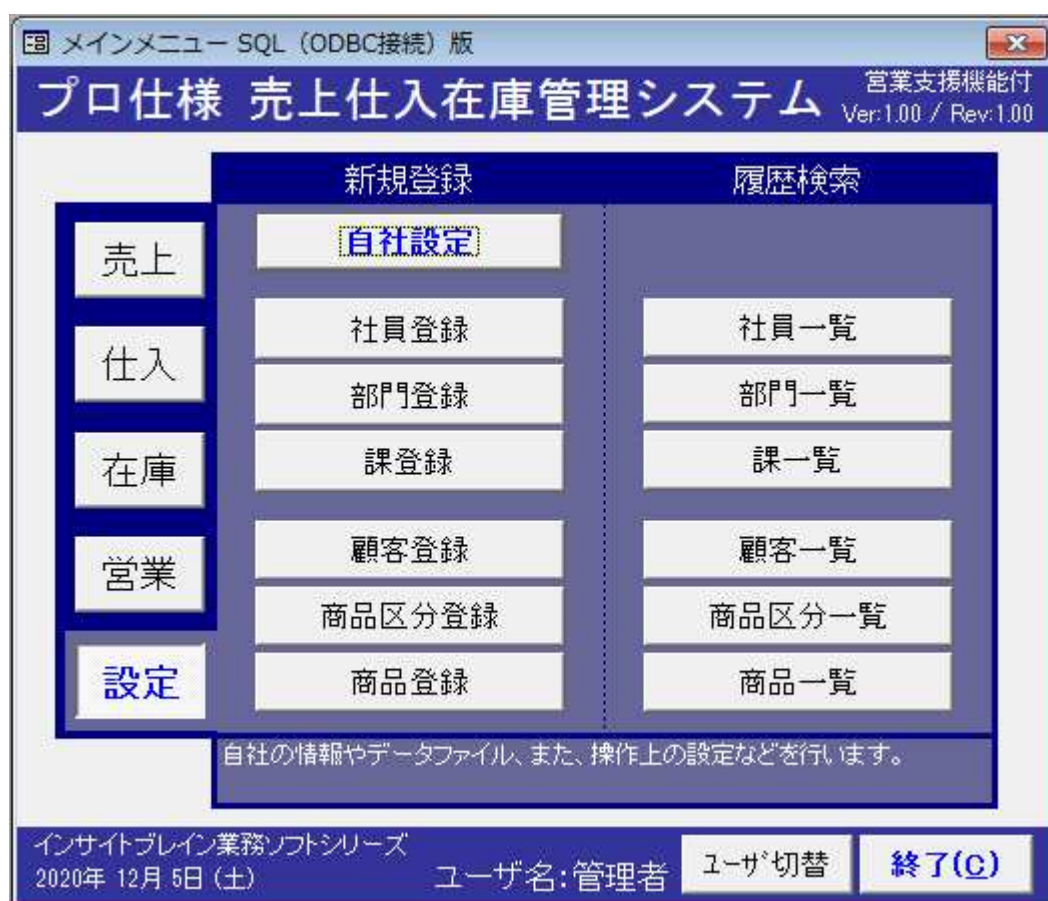 メインメニュー SQL（ODBC接続）版
プロ仕様 売上仕入在庫管理システム
営業支援機能付
Ver:1.00 / Rev:1.00
新規登録
履歴検索
売上
仕入
在庫
営業
設定
自社設定
社員登録
社員一覧
部門登録
部門一覧
課登録
課一覧
顧客登録
顧客一覧
商品区分登録
商品区分一覧
商品登録
商品一覧
自社の情報やデータファイル、また、操作上の設定などを行います。
インサイトブレイン業務ソフトシリーズ
2020年 12月 5日 (土)
ユーザ名:管理者
ﾕｰｻﾞ切替
終了(C)